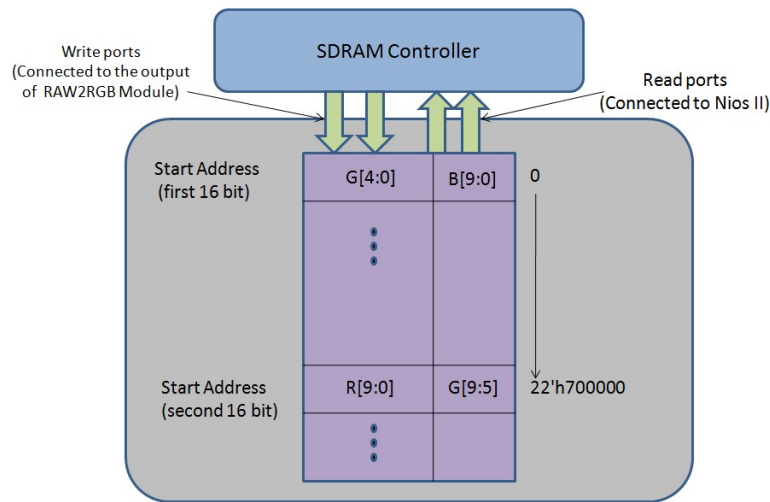 SDRAM Controller
Write ports
(Connected to the output
of RAW2RGB Module)
Read ports
(Connected to Nios II)
Start Address
(first 16 bit)
G[4:0]
B[9:0]
0
Start Address
(second 16 bit)
R[9:0]
G[9:5]
22'h700000